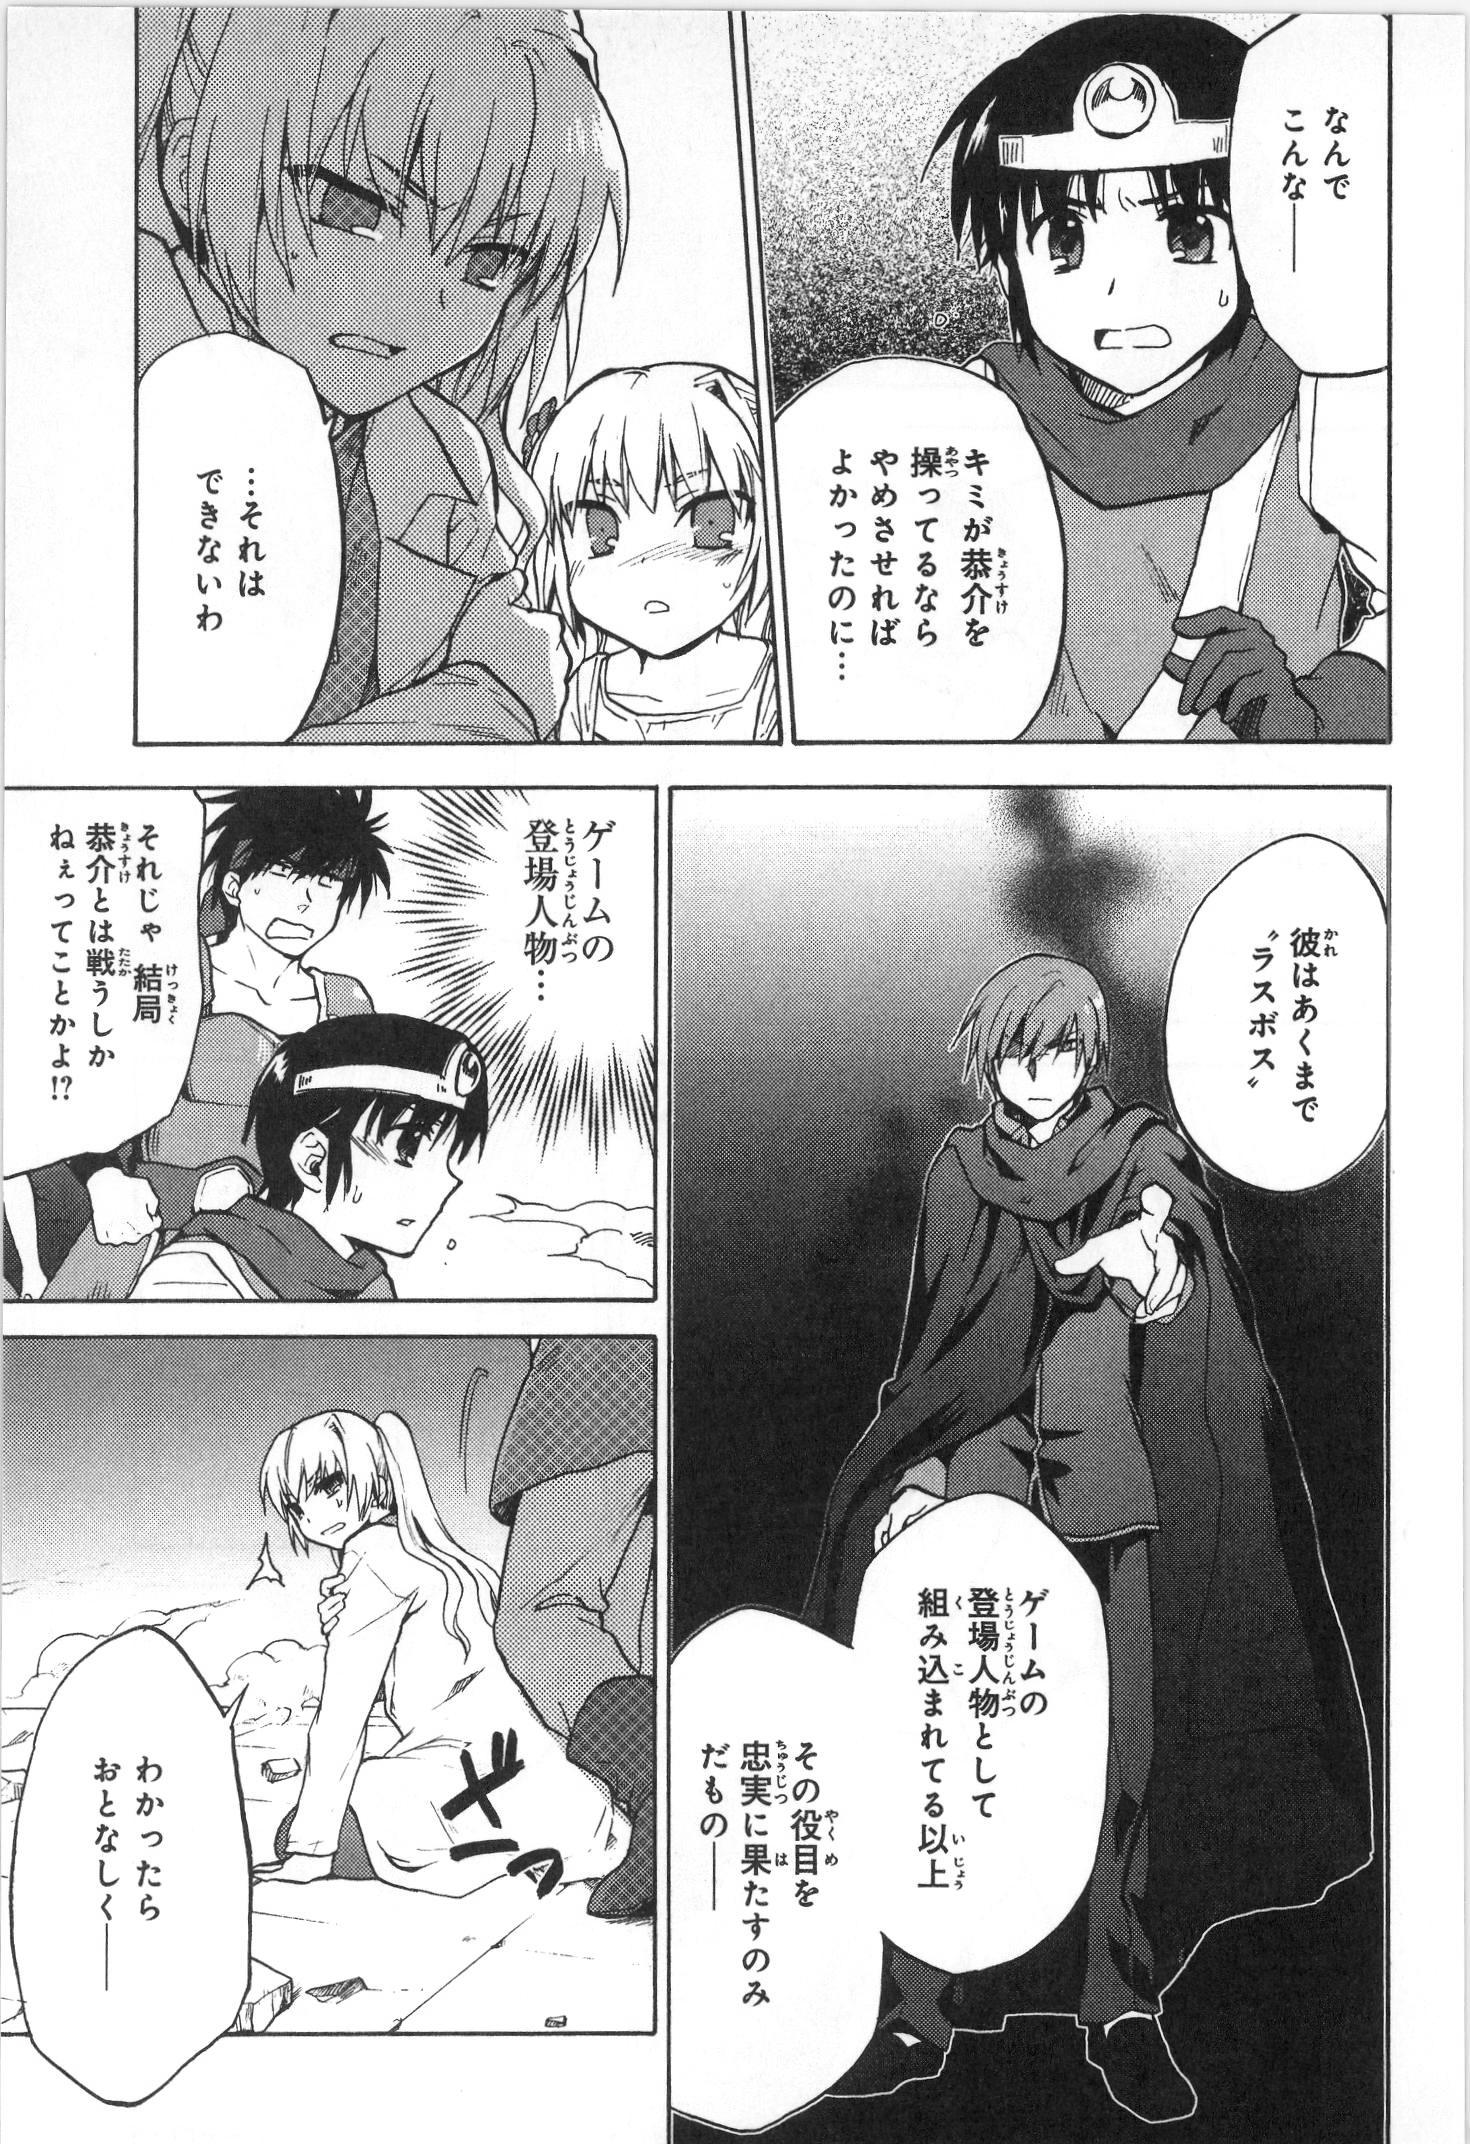 なんで
こんな――
キミが恭介を
操ってるなら
やめさせれば
よかったのに…
…それは
できないわ
彼はあくまで
〝ラスボス〟
ゲームの
登場人物として
組み込まれてる以上
その役目を
忠実に果たすのみ
だもの――
ゲームの
登場人物…
それじゃ 結局
恭介とは戦うしか
ねぇってことかよ!?
わかったら
おとなしく――